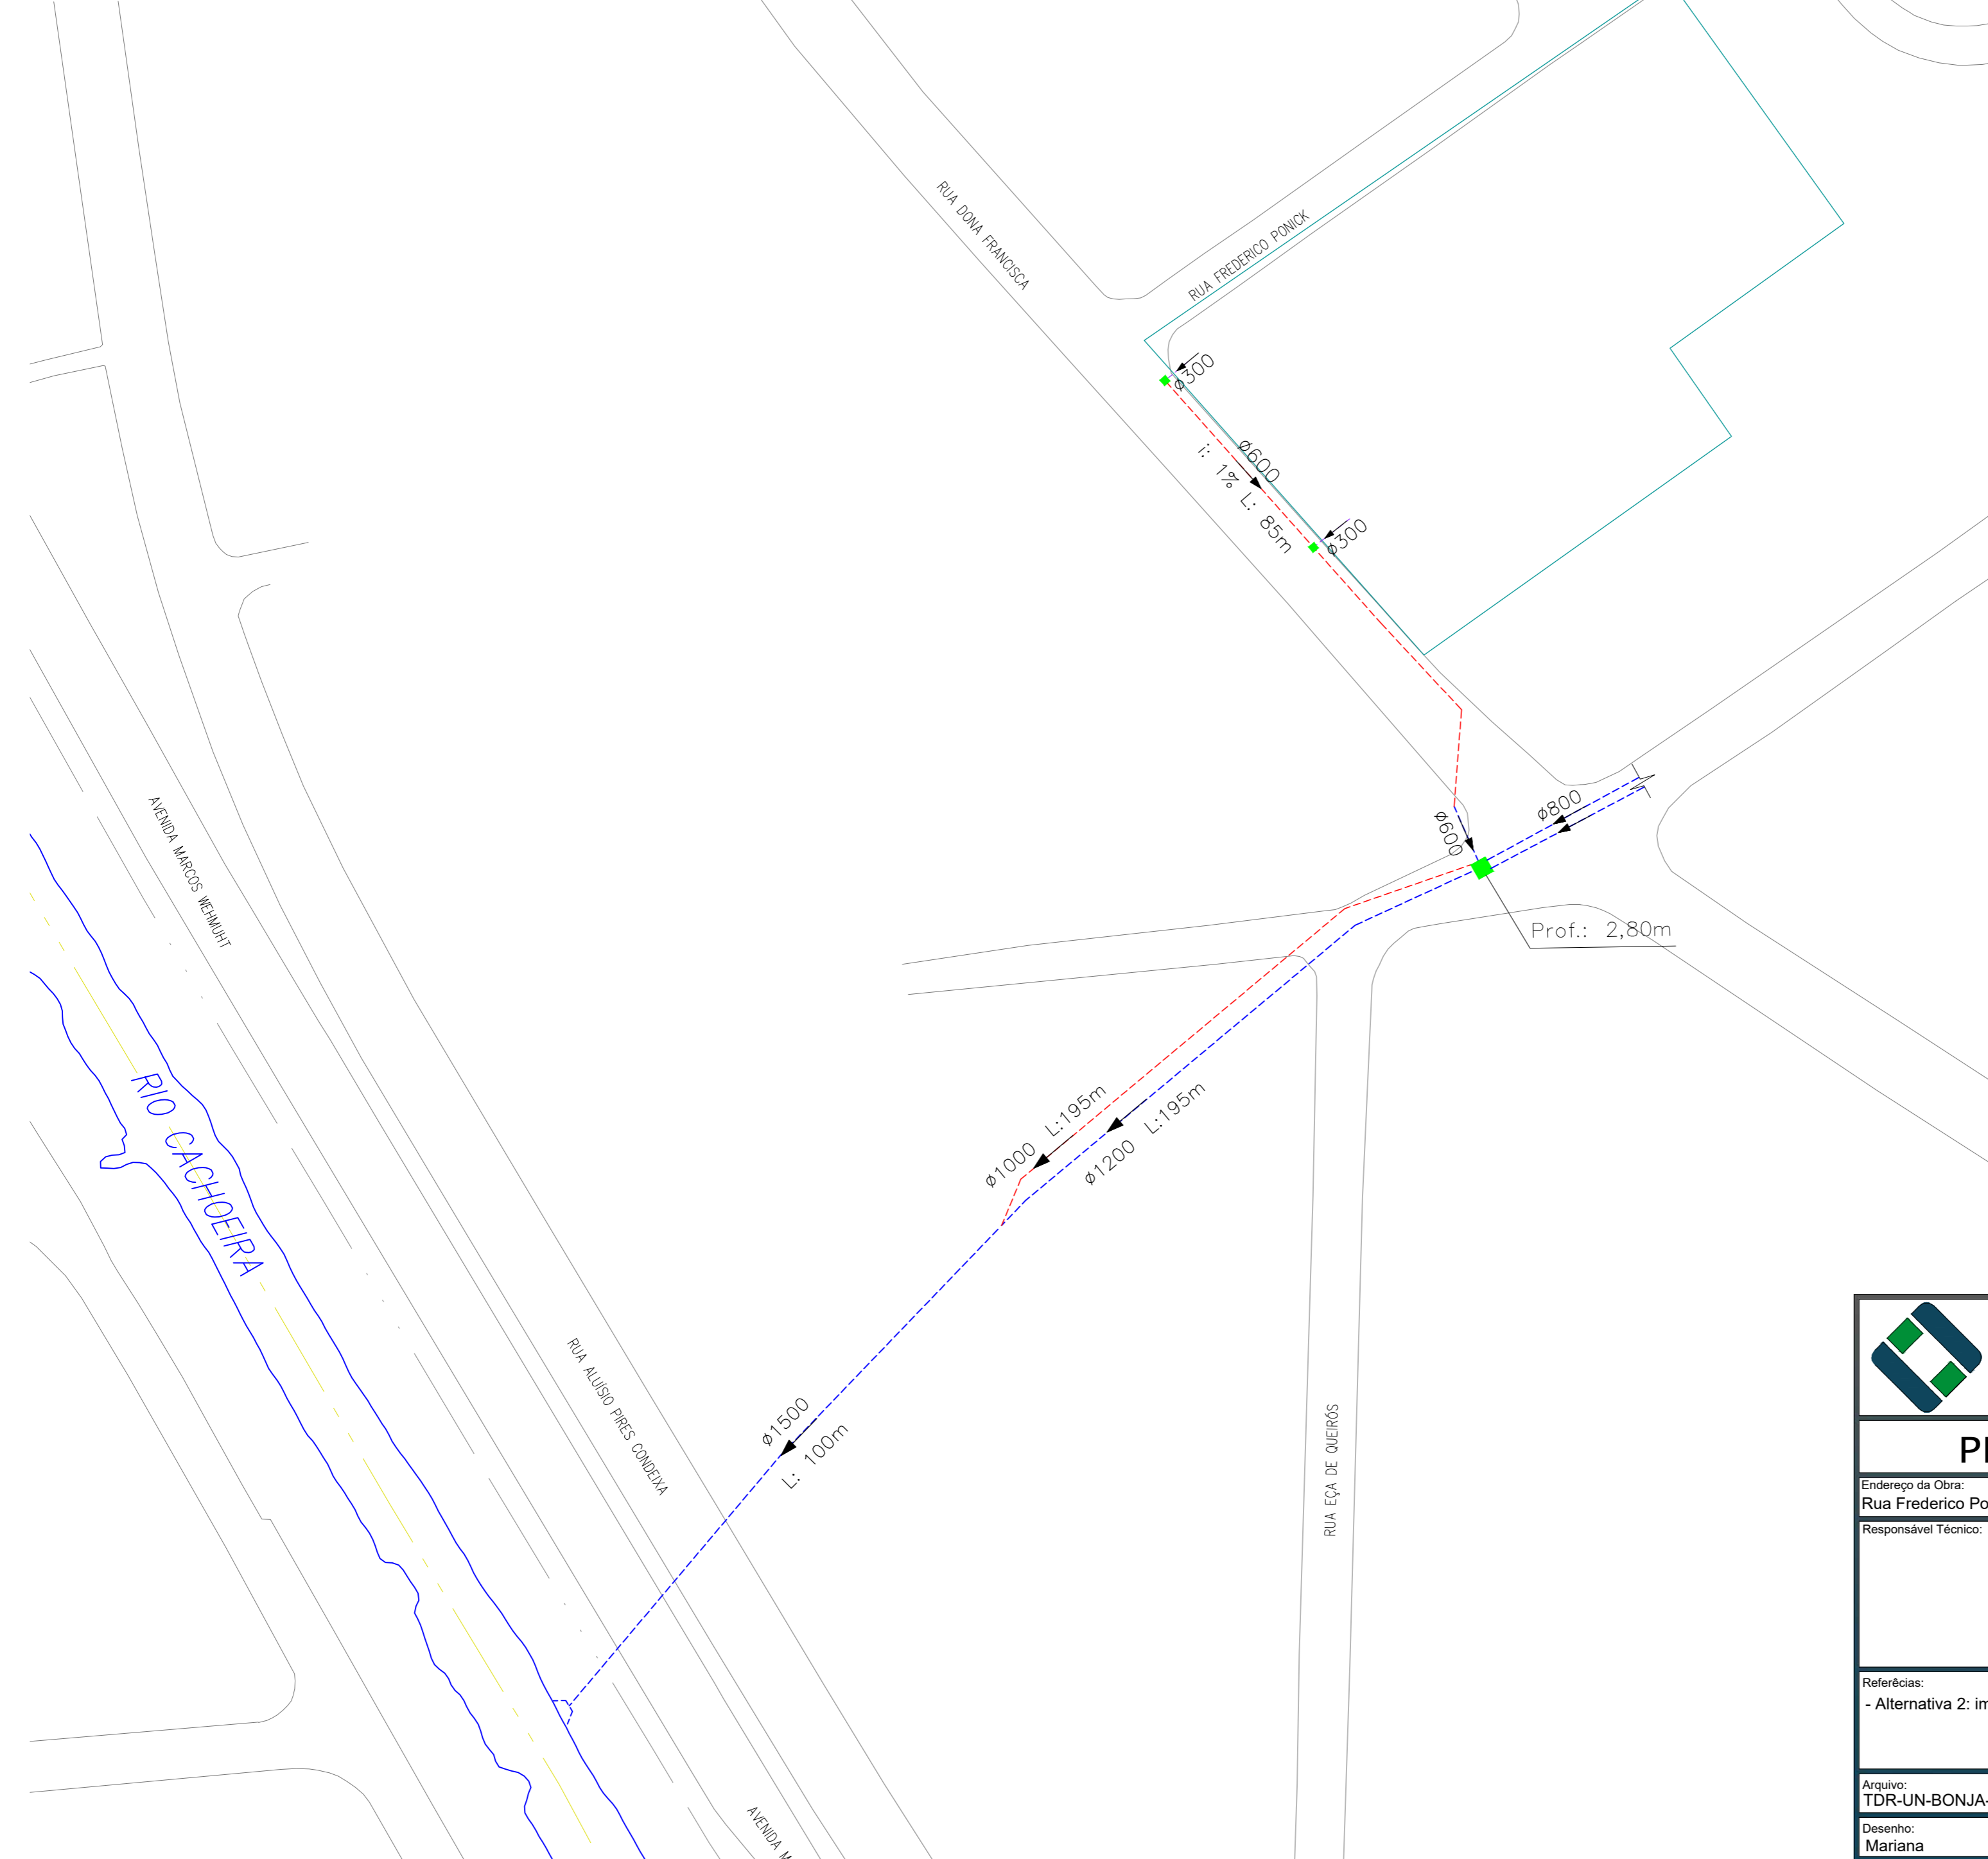 RUA DONA FRANCISCA
RUA FREDERICO PONICK
ø300
ø600
i: 1% L: 85m
ø300
ø800
ø600
Prof.: 2,80m
AVENIDA MARCOS WEHMUHT
RIO CACHOEIRA
L:195m
ø1000
L:195m
ø1200
RUA ALUÍSIO PIRES CONDEIXA
ø1500
L: 100m
RUA EÇA DE QUEIRÓS
AVENIDA M
Endereço da Obra:
Rua Frederico Po
Responsável Técnico:
Referêcias:
- Alternativa 2: im
Arquivo:
TDR-UN-BONJA-
Desenho:
Mariana